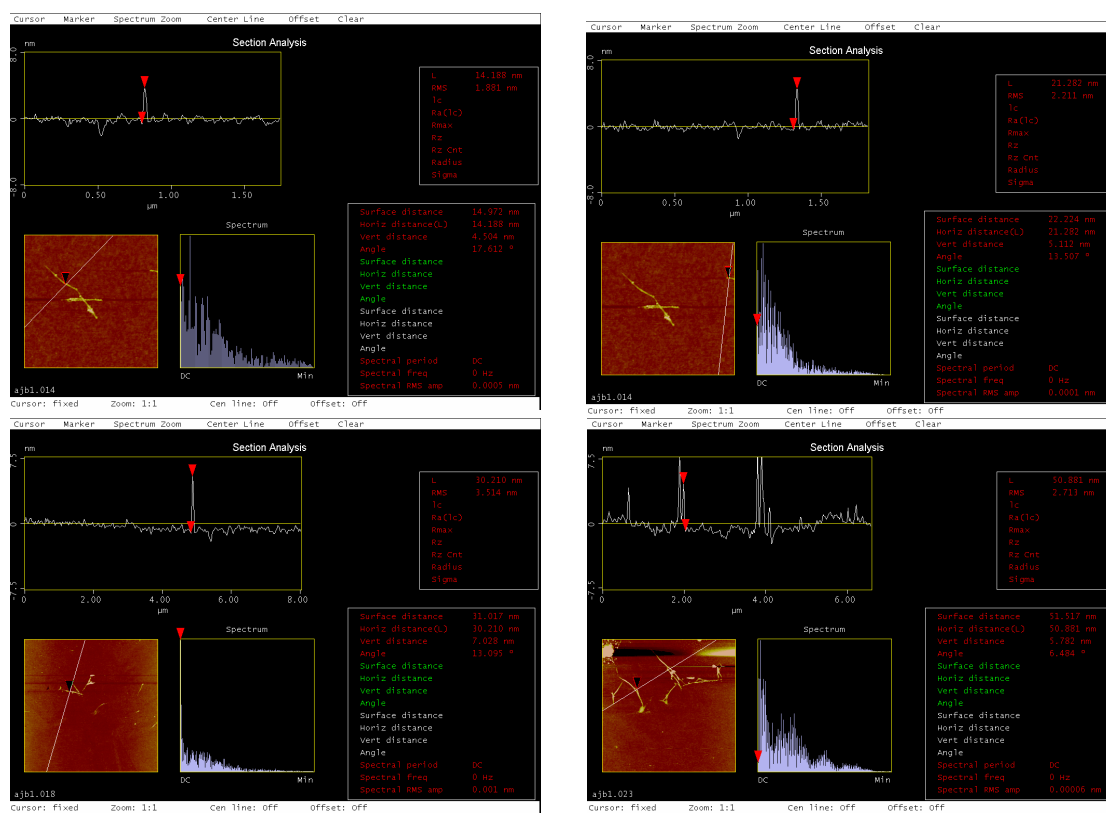 Cursor Marker Spectrum Zoom Center Line Offset Clear
Section Analysis
nm
8.0
0
-8.0
0.50 1.00 1.50
µm
L 14.188 nm
RMS 1.881 nm
lc
Ra(lc)
Rmax
Rz
Rz Cnt
Radius
Sigma
Spectrum
DC Min
Surface distance 14.972 nm
Horiz distance(L) 14.188 nm
Vert distance 4.504 nm
Angle 17.612 °
Surface distance
Horiz distance
Vert distance
Angle
Surface distance
Horiz distance
Vert distance
Angle
Spectral period DC
Spectral freq 0 Hz
Spectral RMS amp 0.0005 nm
ajb1.014
Cursor: fixed Zoom: 1:1 Cen line: Off Offset: Off
Cursor Marker Spectrum Zoom Center Line Offset Clear
Section Analysis
nm
8.0
0
-8.0
0 0.50 1.00 1.50
µm
L 21.282 nm
RMS 2.211 nm
lc
Ra(lc)
Rmax
Rz
Rz Cnt
Radius
Sigma
Spectrum
DC Min
Surface distance 22.224 nm
Horiz distance(L) 21.282 nm
Vert distance 5.112 nm
Angle 13.507 °
Surface distance
Horiz distance
Vert distance
Angle
Surface distance
Horiz distance
Vert distance
Angle
Spectral period DC
Spectral freq 0 Hz
Spectral RMS amp 0.0001 nm
ajb1.014
Cursor: fixed Zoom: 1:1 Cen line: Off Offset: Off
Cursor Marker Spectrum Zoom Center Line Offset Clear
Section Analysis
nm
7.5
0
-7.5
0 2.00 4.00 6.00 8.00
µm
L 30.210 nm
RMS 3.514 nm
lc
Ra(lc)
Rmax
Rz
Rz Cnt
Radius
Sigma
Spectrum
DC Min
Surface distance 31.017 nm
Horiz distance(L) 30.210 nm
Vert distance 7.028 nm
Angle 13.095 °
Surface distance
Horiz distance
Vert distance
Angle
Surface distance
Horiz distance
Vert distance
Angle
Spectral period DC
Spectral freq 0 Hz
Spectral RMS amp 0.001 nm
ajb1.018
Cursor: fixed Zoom: 1:1 Cen line: Off Offset: Off
Cursor Marker Spectrum Zoom Center Line Offset Clear
Section Analysis
nm
7.5
0
-7.5
0 2.00 4.00 6.00
µm
L 50.881 nm
RMS 2.713 nm
lc
Ra(lc)
Rmax
Rz
Rz Cnt
Radius
Sigma
Spectrum
DC Min
Surface distance 51.517 nm
Horiz distance(L) 50.881 nm
Vert distance 5.782 nm
Angle 6.484 °
Surface distance
Horiz distance
Vert distance
Angle
Surface distance
Horiz distance
Vert distance
Angle
Spectral period DC
Spectral freq 0 Hz
Spectral RMS amp 0.00006 nm
ajb1.023
Cursor: fixed Zoom: 1:1 Cen line: Off Offset: Off